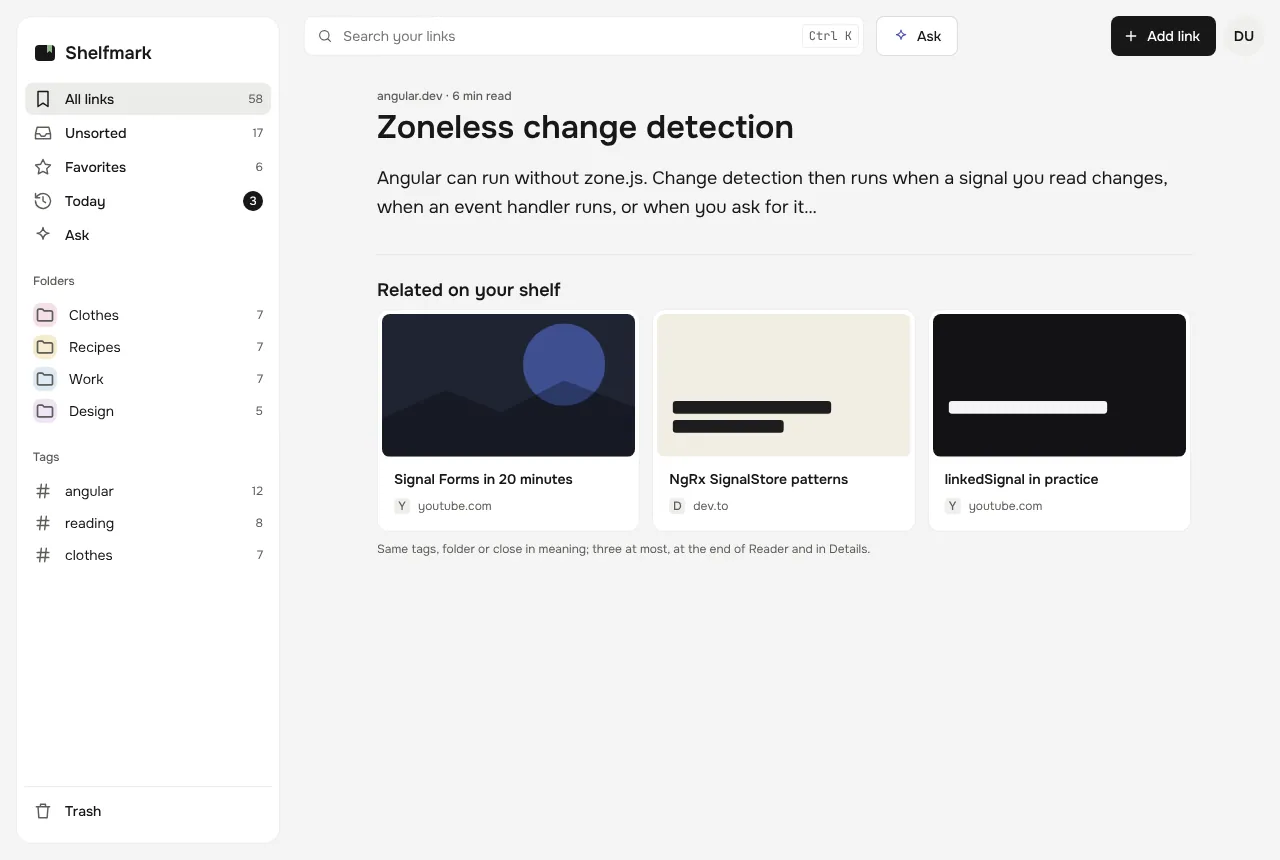 Shelfmark
All links 58
Unsorted 17
Favorites 6
Today 3
Ask
Folders
Clothes 7
Recipes 7
Work 7
Design 5
Tags
angular 12
reading 8
clothes 7
Trash
Search your links Ctrl K
Ask
Add link
DU
angular.dev · 6 min read
Zoneless change detection
Angular can run without zone.js. Change detection then runs when a signal you read changes,
when an event handler runs, or when you ask for it…
Related on your shelf
Signal Forms in 20 minutes
Y youtube.com
NgRx SignalStore patterns
D dev.to
linkedSignal in practice
Y youtube.com
Same tags, folder or close in meaning; three at most, at the end of Reader and in Details.